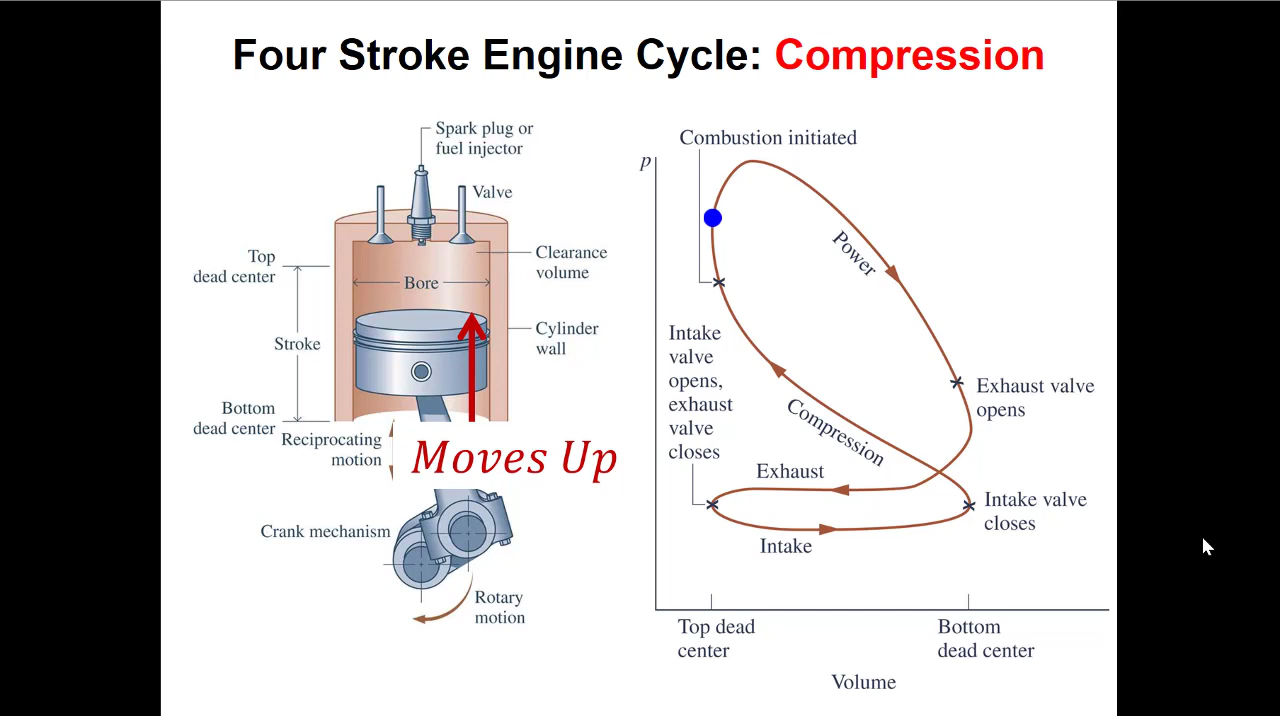 Four Stroke Engine Cycle: Compression
Spark plug or
fuel injector
Valve
Top
dead center
Clearance
volume
Bore
Stroke
Cylinder
wall
Bottom
dead center
Reciprocating
motion
Moves Up
Crank mechanism
Rotary
motion
Combustion initiated
p
Power
Intake
valve
opens,
exhaust
valve
closes
Compression
Exhaust valve
opens
Exhaust
Intake valve
closes
Intake
Top dead
center
Bottom
dead center
Volume